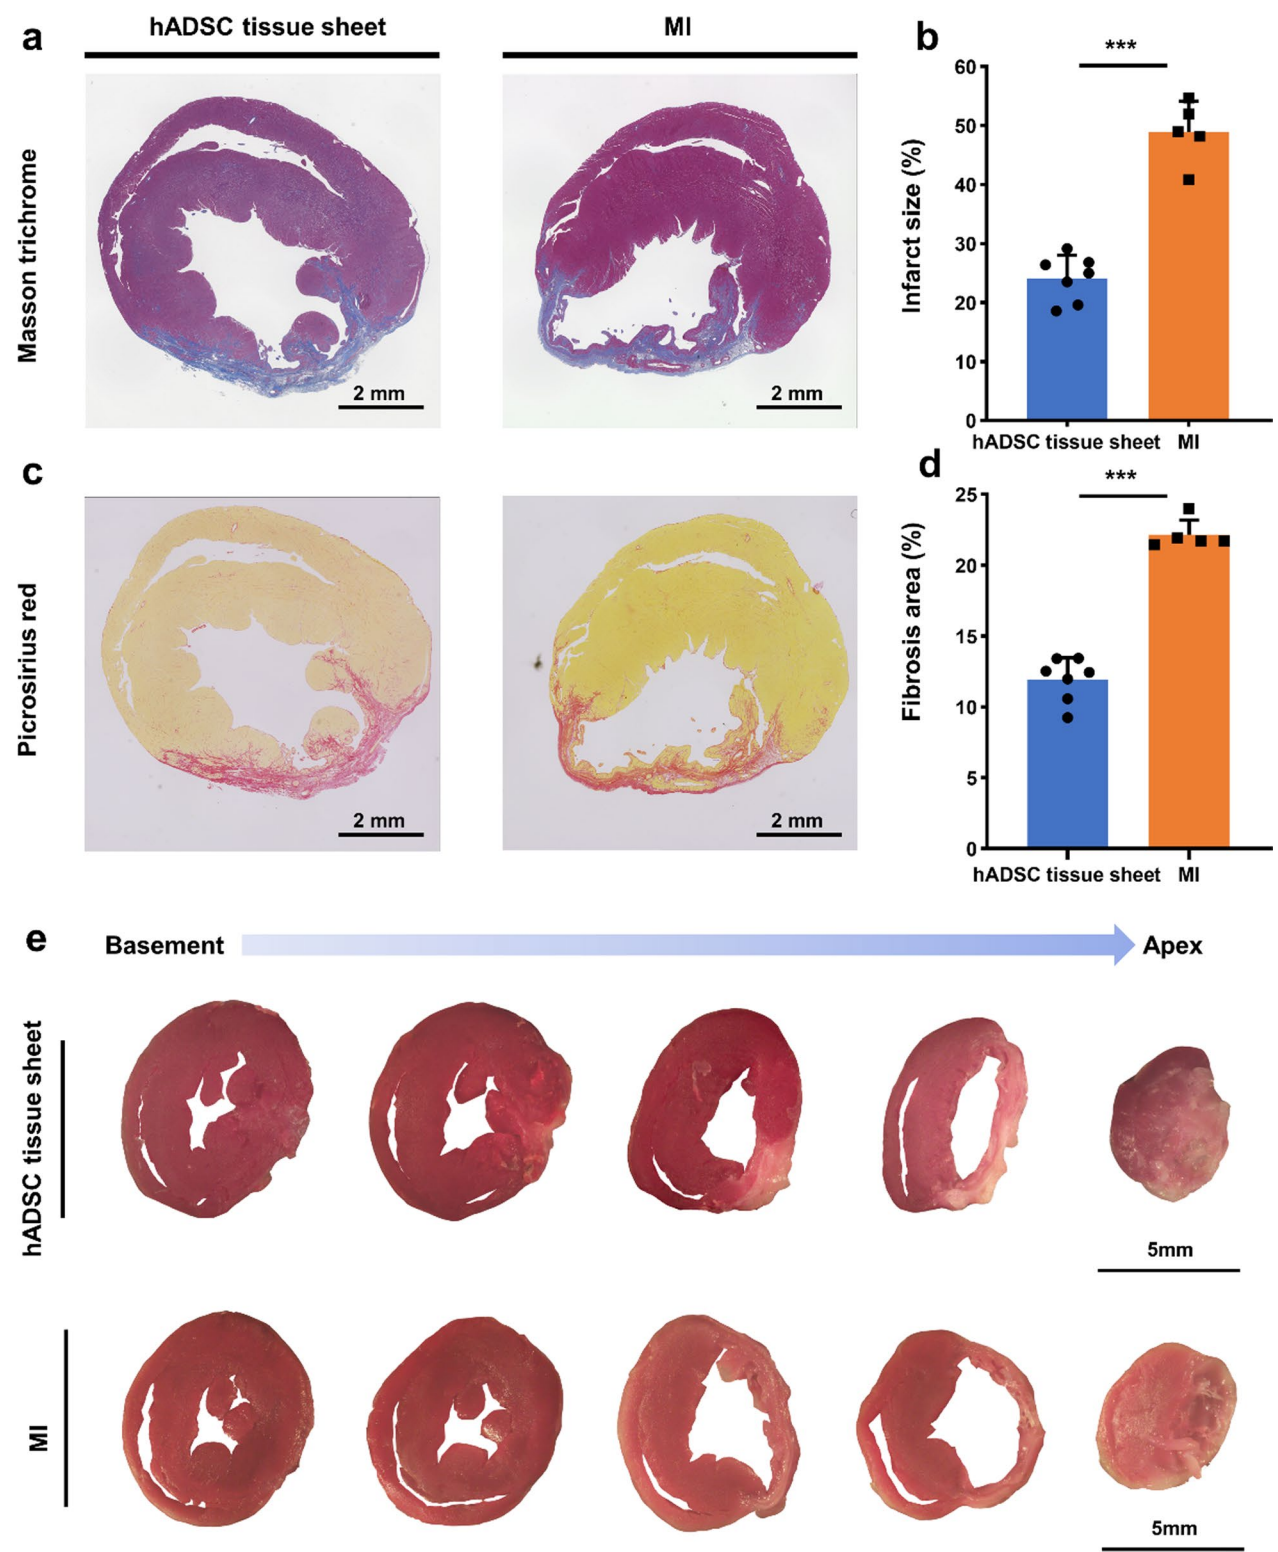 a
hADSC tissue sheet
MI
Masson trichrome
2 mm
2 mm
b
***
Infarct size (%)
60
50
40
30
20
10
0
hADSC tissue sheet
MI
c
Picrosirius red
2 mm
2 mm
d
***
Fibrosis area (%)
25
20
15
10
5
0
hADSC tissue sheet
MI
e
Basement
Apex
hADSC tissue sheet
5mm
MI
5mm